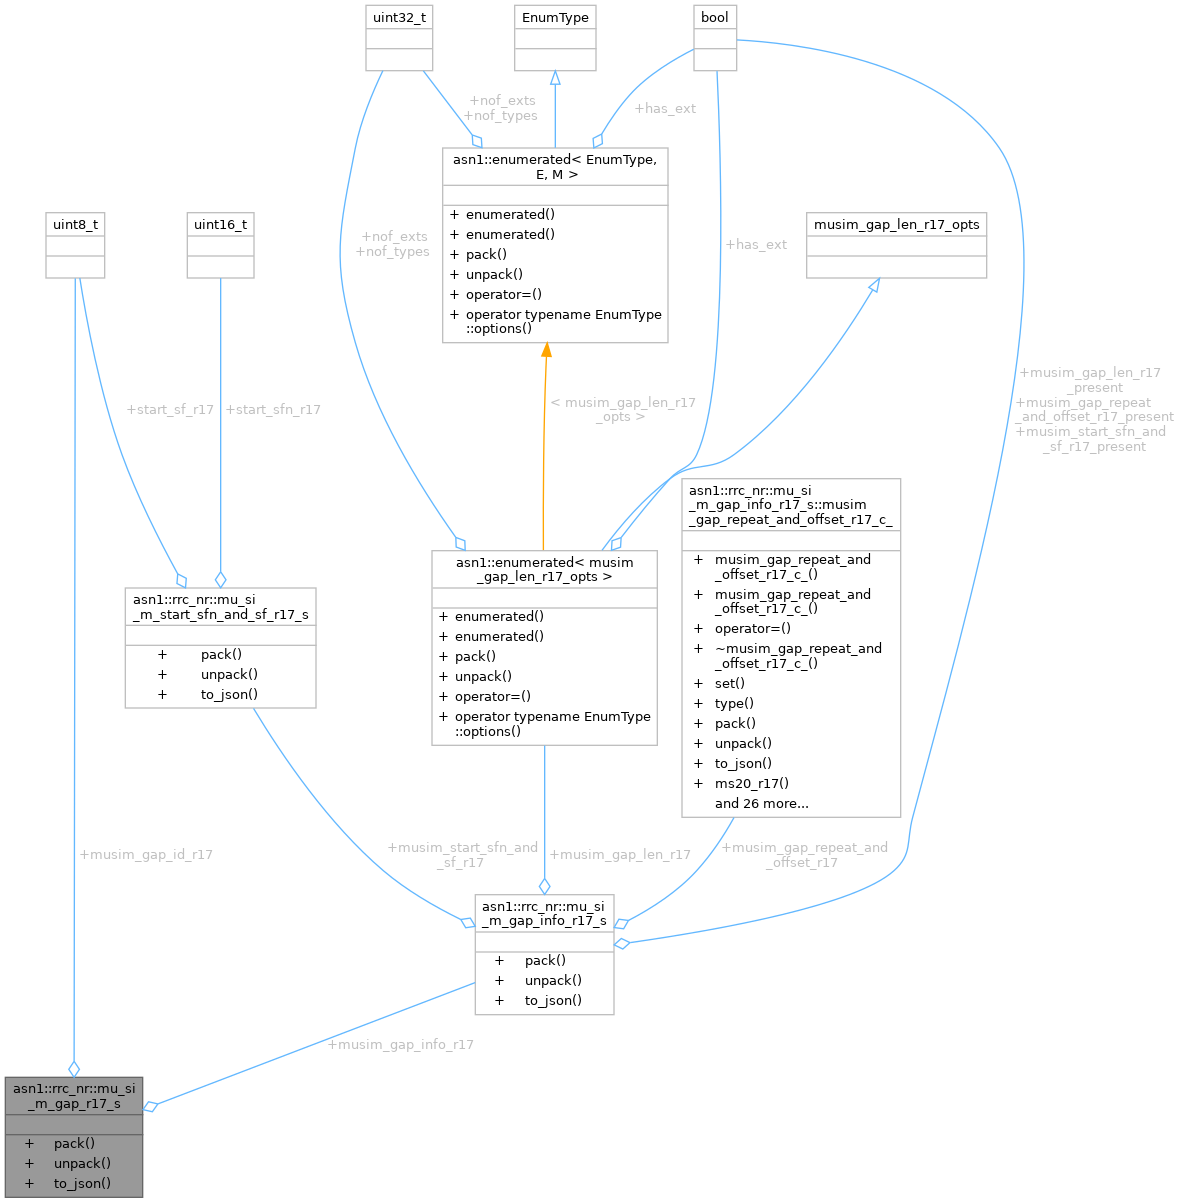 uint32_t
EnumType
bool
+nof_exts
+nof_types
+has_ext
asn1::enumerated< EnumType,
E, M >
+ enumerated()
+ enumerated()
+ pack()
+ unpack()
+ operator=()
+ operator typename EnumType
::options()
uint8_t
uint16_t
musim_gap_len_r17_opts
+nof_exts
+nof_types
+has_ext
+start_sf_r17
+start_sfn_r17
< musim_gap_len_r17
_opts >
+musim_gap_len_r17
_present
+musim_gap_repeat
_and_offset_r17_present
+musim_start_sfn_and
_sf_r17_present
asn1::rrc_nr::mu_si
_m_start_sfn_and_sf_r17_s
+ pack()
+ unpack()
+ to_json()
asn1::enumerated< musim
_gap_len_r17_opts >
+ enumerated()
+ enumerated()
+ pack()
+ unpack()
+ operator=()
+ operator typename EnumType
::options()
asn1::rrc_nr::mu_si
_m_gap_info_r17_s::musim
_gap_repeat_and_offset_r17_c_
+ musim_gap_repeat_and
_offset_r17_c_()
+ musim_gap_repeat_and
_offset_r17_c_()
+ operator=()
+ ~musim_gap_repeat_and
_offset_r17_c_()
+ set()
+ type()
+ pack()
+ unpack()
+ to_json()
+ ms20_r17()
and 26 more...
+musim_gap_id_r17
+musim_start_sfn_and
_sf_r17
+musim_gap_len_r17
+musim_gap_repeat_and
_offset_r17
asn1::rrc_nr::mu_si
_m_gap_info_r17_s
+ pack()
+ unpack()
+ to_json()
+musim_gap_info_r17
asn1::rrc_nr::mu_si
_m_gap_r17_s
+ pack()
+ unpack()
+ to_json()